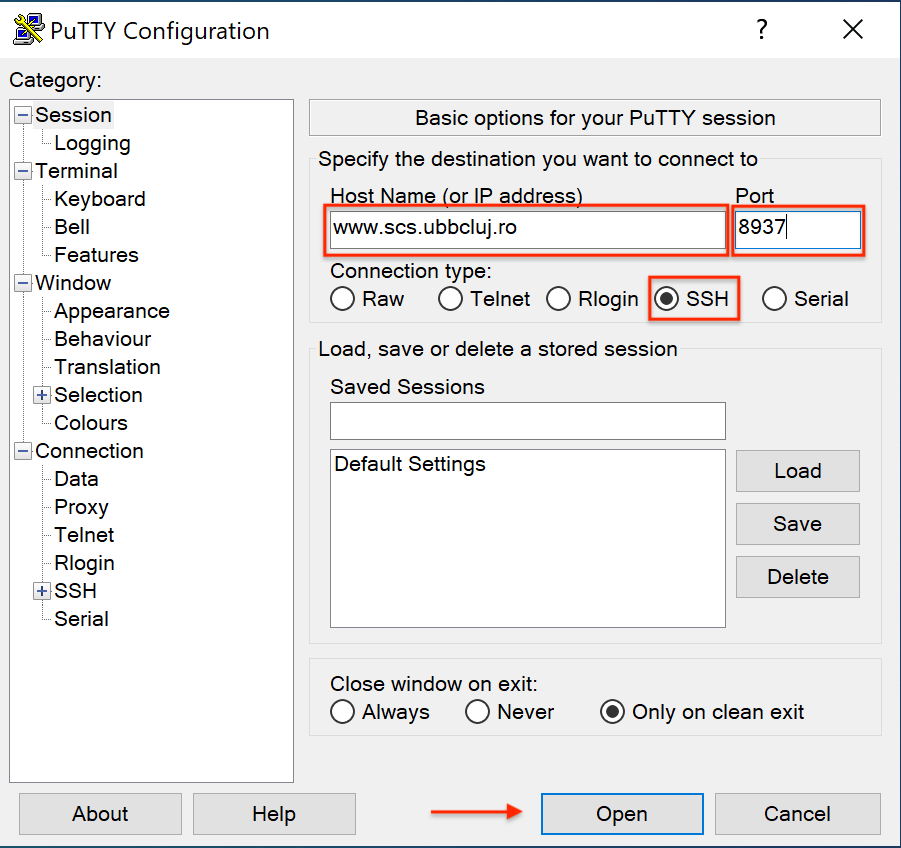 PuTTY Configuration
?
Category:
Session
Logging
Terminal
Keyboard
Bell
Features
Window
Appearance
Behaviour
Translation
Selection
Colours
Connection
Data
Proxy
Telnet
Rlogin
SSH
Serial
Basic options for your PuTTY session
Specify the destination you want to connect to
Host Name (or IP address) Port
www.scs.ubbcluj.ro 8937
Connection type:
Raw Telnet Rlogin SSH Serial
Load, save or delete a stored session
Saved Sessions
Default Settings
Load
Save
Delete
Close window on exit:
Always Never Only on clean exit
About Help Open Cancel